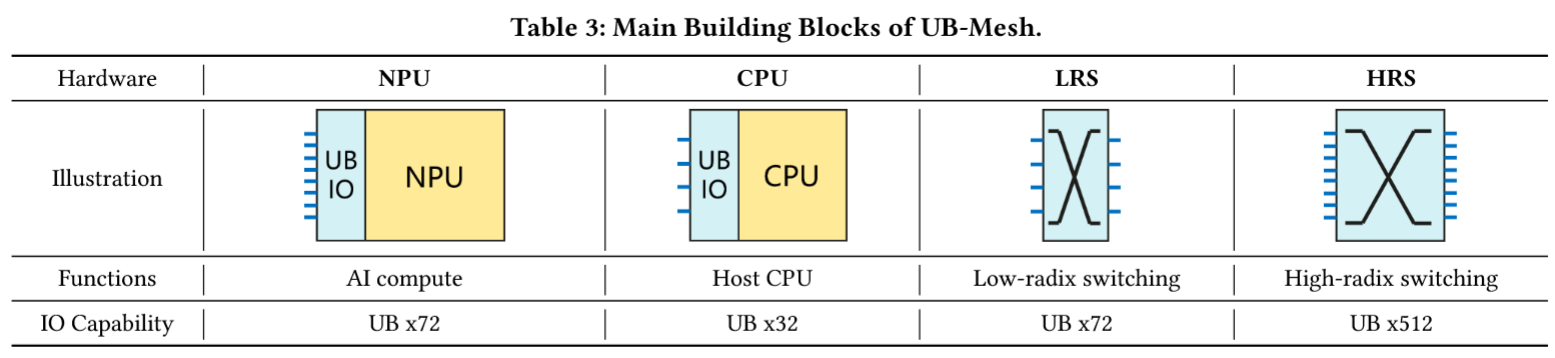 Table 3: Main Building Blocks of UB-Mesh.
Hardware NPU CPU LRS HRS
Illustration UB IO NPU UB IO CPU
Functions AI compute Host CPU Low-radix switching High-radix switching
IO Capability UB x72 UB x32 UB x72 UB x512